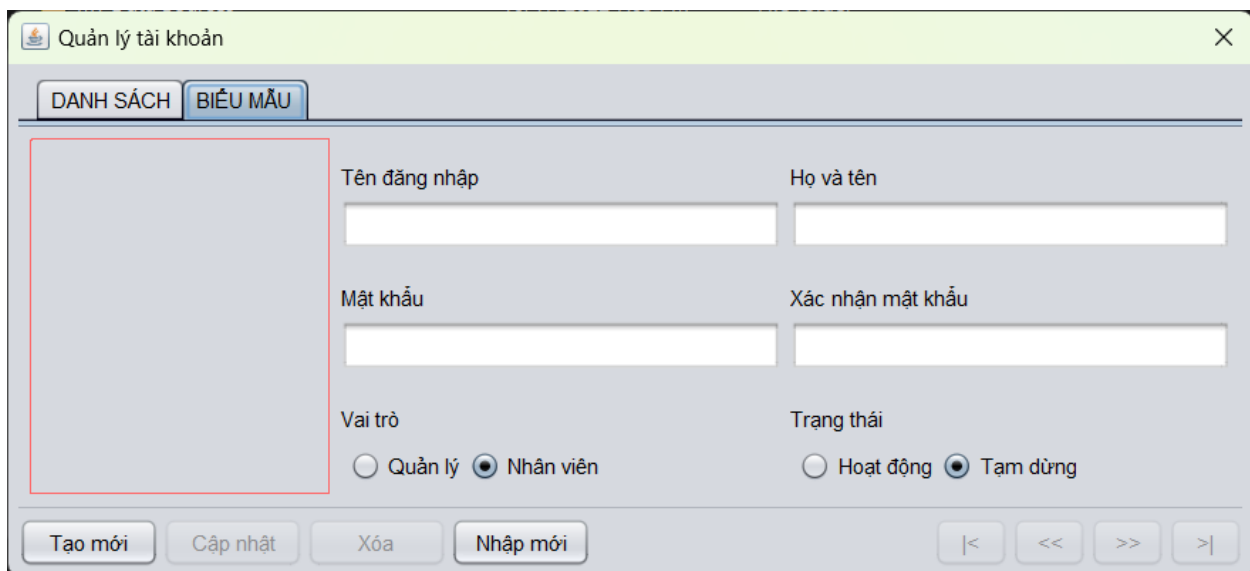 Quản lý tài khoản
DANH SÁCH BIỂU MẪU
Tên đăng nhập Họ và tên
Mật khẩu Xác nhận mật khẩu
Vai trò Trạng thái
Quản lý Nhân viên Hoạt động Tạm dừng
Tạo mới Cập nhật Xóa Nhập mới |< << >> >|